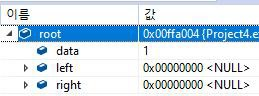 이름 값
root 0x00ffa004 {Project4.e
data 1
left 0x00000000 <NULL>
right 0x00000000 <NULL>